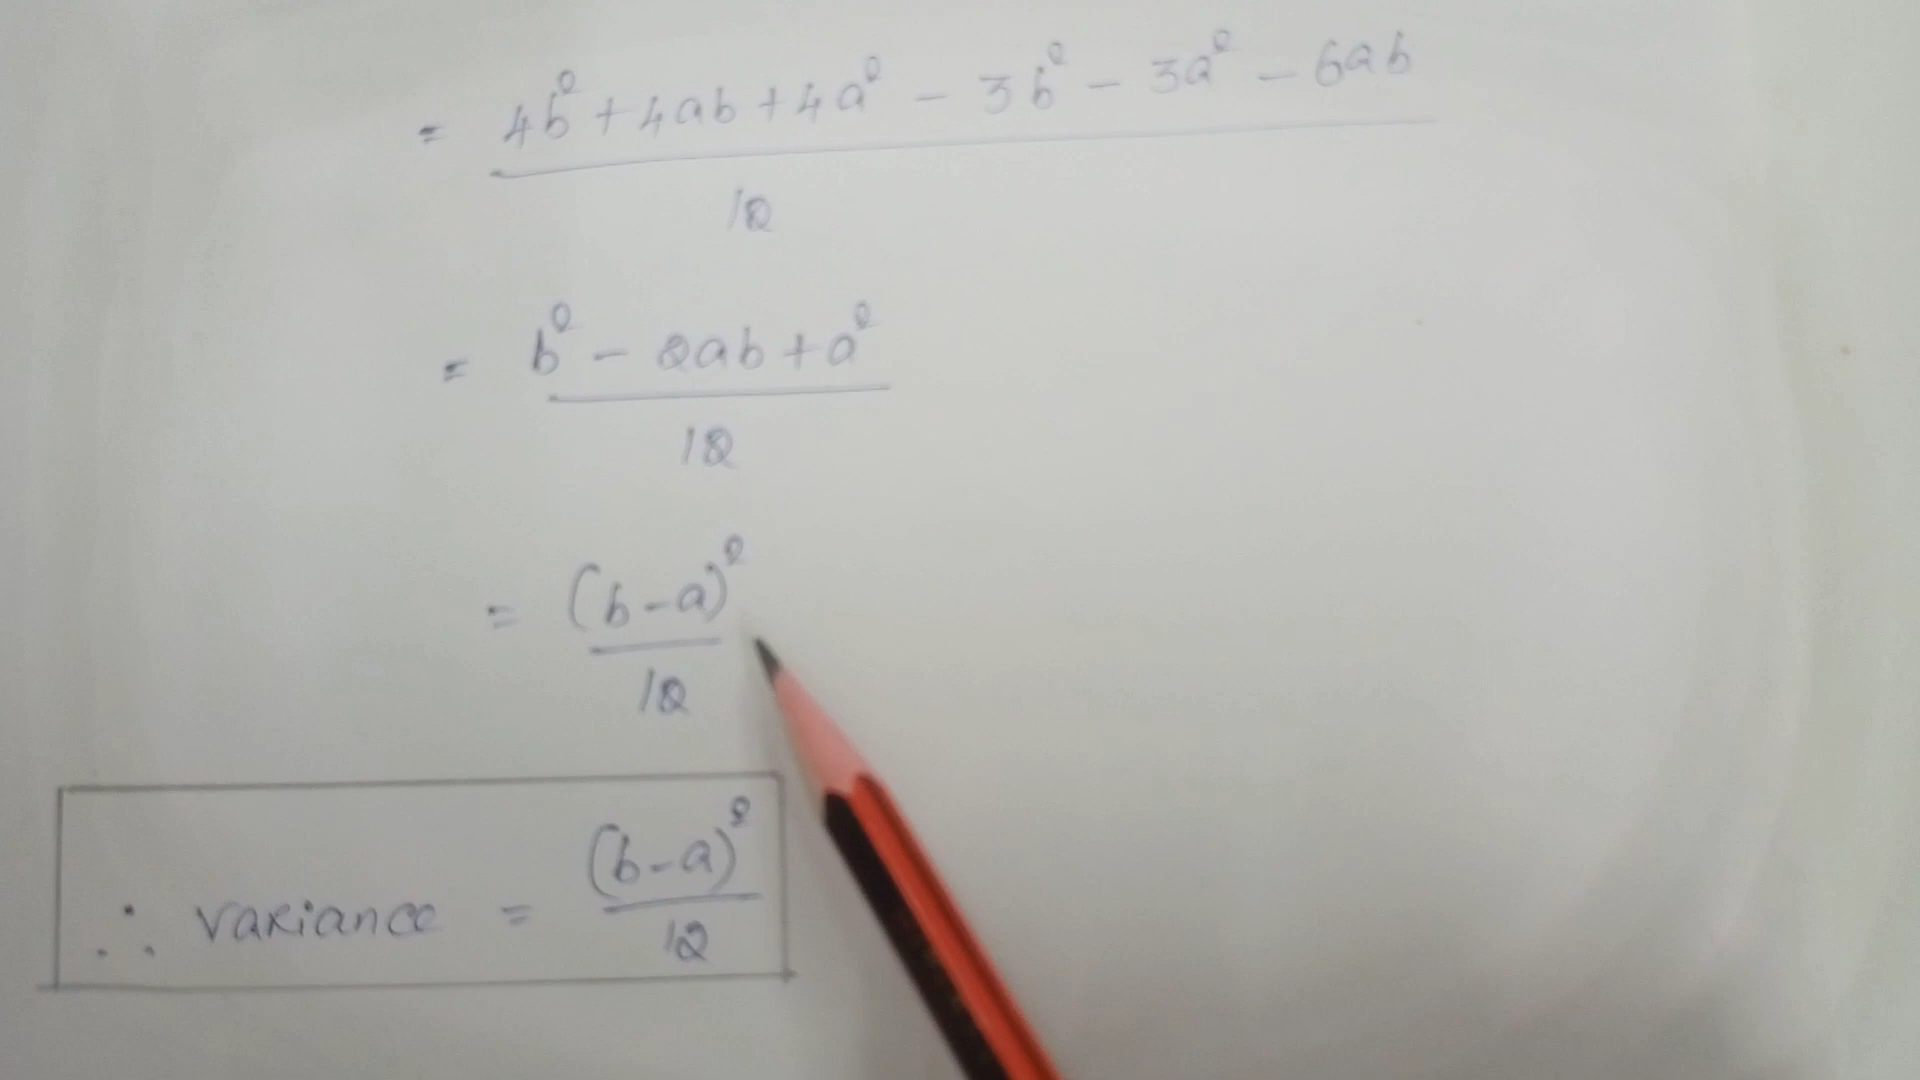 = 4b² + 4ab + 4a² - 3b² - 3a² - 6ab
12
= b² - 2ab + a²
12
= (b-a)²
12
∴ variance = (b-a)²
12